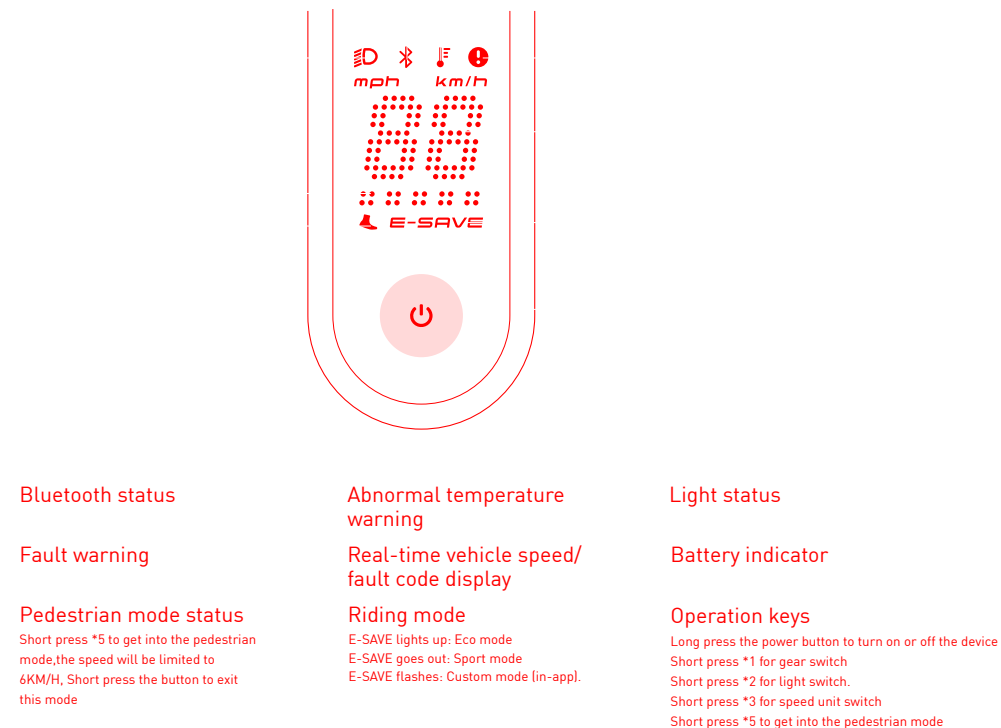 mph km/h
88
E-SAVE
Bluetooth status
Abnormal temperature
warning
Light status
Fault warning
Real-time vehicle speed/
fault code display
Battery indicator
Pedestrian mode status
Short press *5 to get into the pedestrian
mode,the speed will be limited to
6KM/H, Short press the button to exit
this mode
Riding mode
E-SAVE lights up: Eco mode
E-SAVE goes out: Sport mode
E-SAVE flashes: Custom mode (in-app).
Operation keys
Long press the power button to turn on or off the device
Short press *1 for gear switch
Short press *2 for light switch.
Short press *3 for speed unit switch
Short press *5 to get into the pedestrian mode